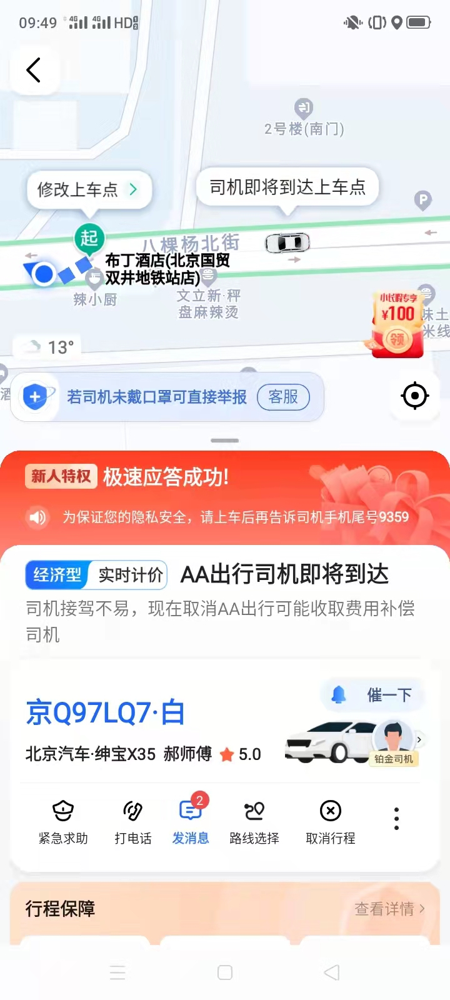 09:49 4G 4G HD 1 2
2号楼(南门)
修改上车点
司机即将到达上车点
P
起
八棵杨北街
布丁酒店(北京国贸
双井地铁站店)
辣小厨
文立新·秤
盘麻辣烫
小长假专享
¥100
领
味土
米线
13°
酒
若司机未戴口罩可直接举报 客服
新人特权 极速应答成功!
为保证您的隐私安全，请上车后再告诉司机手机尾号9359
经济型 实时计价 AA出行司机即将到达
司机接驾不易，现在取消AA出行可能收取费用补偿
司机
催一下
京Q97LQ7·白
北京汽车·绅宝X35 郝师傅 5.0
铂金司机
2
紧急求助 打电话 发消息 路线选择 取消行程
行程保障 查看详情